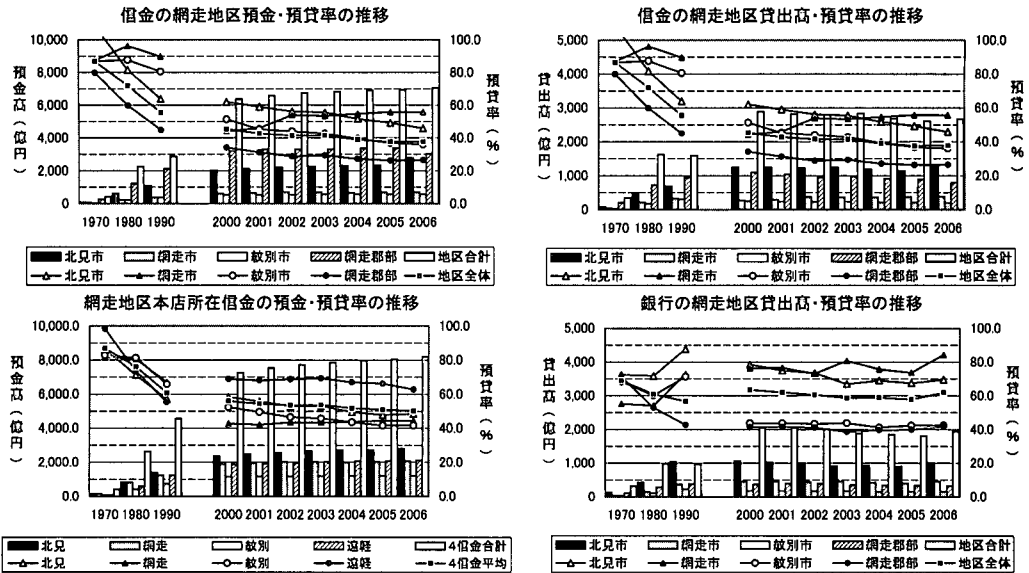 信金の網走地区預金・預貸率の推移
預金高（億円）
預貸率（％）
10,000
8,000
6,000
4,000
2,000
0
100.0
80.0
60.0
40.0
20.0
0.0
1970 1980 1990 2000 2001 2002 2003 2004 2005 2006
北見市 網走市 紋別市 網走郡部 地区合計
北見市 網走市 紋別市 網走郡部 地区全体
信金の網走地区貸出高・預貸率の推移
貸出高（億円）
預貸率（％）
5,000
4,000
3,000
2,000
1,000
0
100.0
80.0
60.0
40.0
20.0
0.0
1970 1980 1990 2000 2001 2002 2003 2004 2005 2006
北見市 網走市 紋別市 網走郡部 地区合計
北見市 網走市 紋別市 網走郡部 地区全体
網走地区本店所在信金の預金・預貸率の推移
預金高（億円）
預貸率（％）
10,000.0
8,000.0
6,000.0
4,000.0
2,000.0
0.0
100.0
80.0
60.0
40.0
20.0
0.0
1970 1980 1990 2000 2001 2002 2003 2004 2005 2006
北見 網走 紋別 遠軽 4信金合計
北見 網走 紋別 遠軽 4信金平均
銀行の網走地区貸出高・預貸率の推移
貸出高（億円）
預貸率（％）
5,000
4,000
3,000
2,000
1,000
0
100.0
80.0
60.0
40.0
20.0
0.0
1970 1980 1990 2000 2001 2002 2003 2004 2005 2006
北見市 網走市 紋別市 網走郡部 地区合計
北見市 網走市 紋別市 網走郡部 地区全体